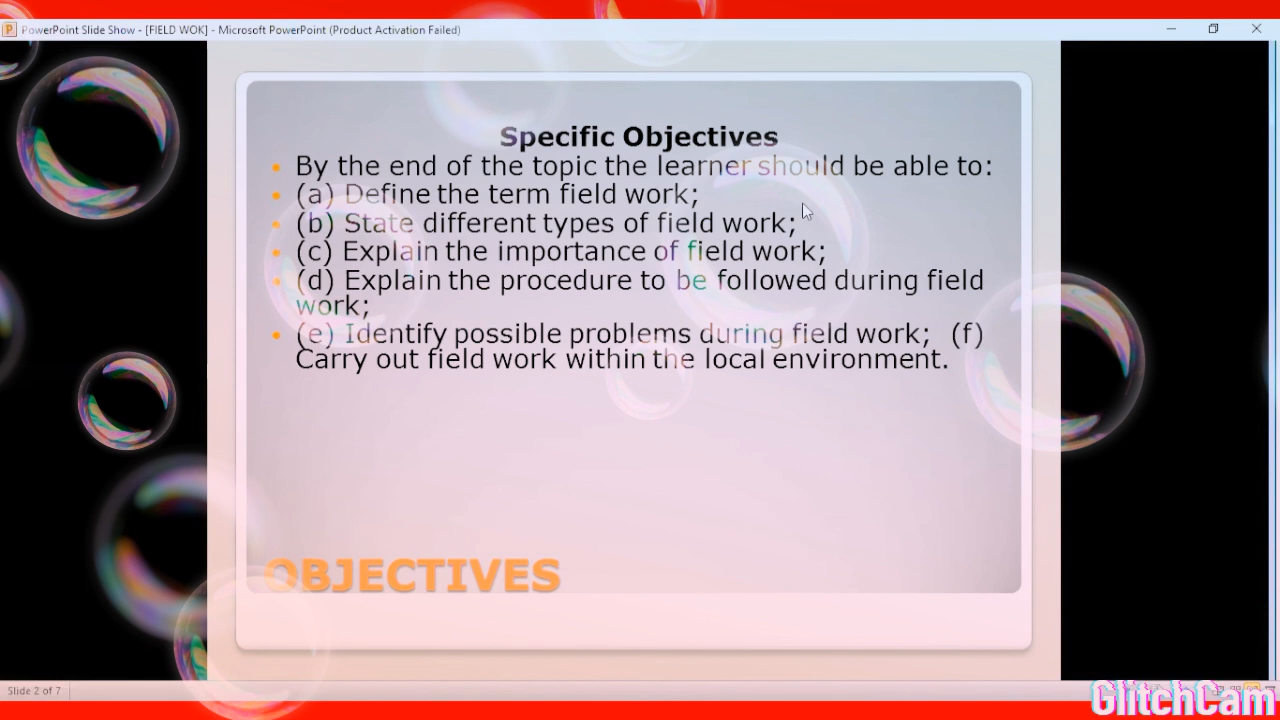 PowerPoint Slide Show - [FIELD WOK] - Microsoft PowerPoint (Product Activation Failed)
Specific Objectives
• By the end of the topic the learner should be able to:
• (a) Define the term field work;
• (b) State different types of field work;
• (c) Explain the importance of field work;
• (d) Explain the procedure to be followed during field
work;
• (e) Identify possible problems during field work; (f)
Carry out field work within the local environment.
OBJECTIVES
Slide 2 of 7
GlitchCam